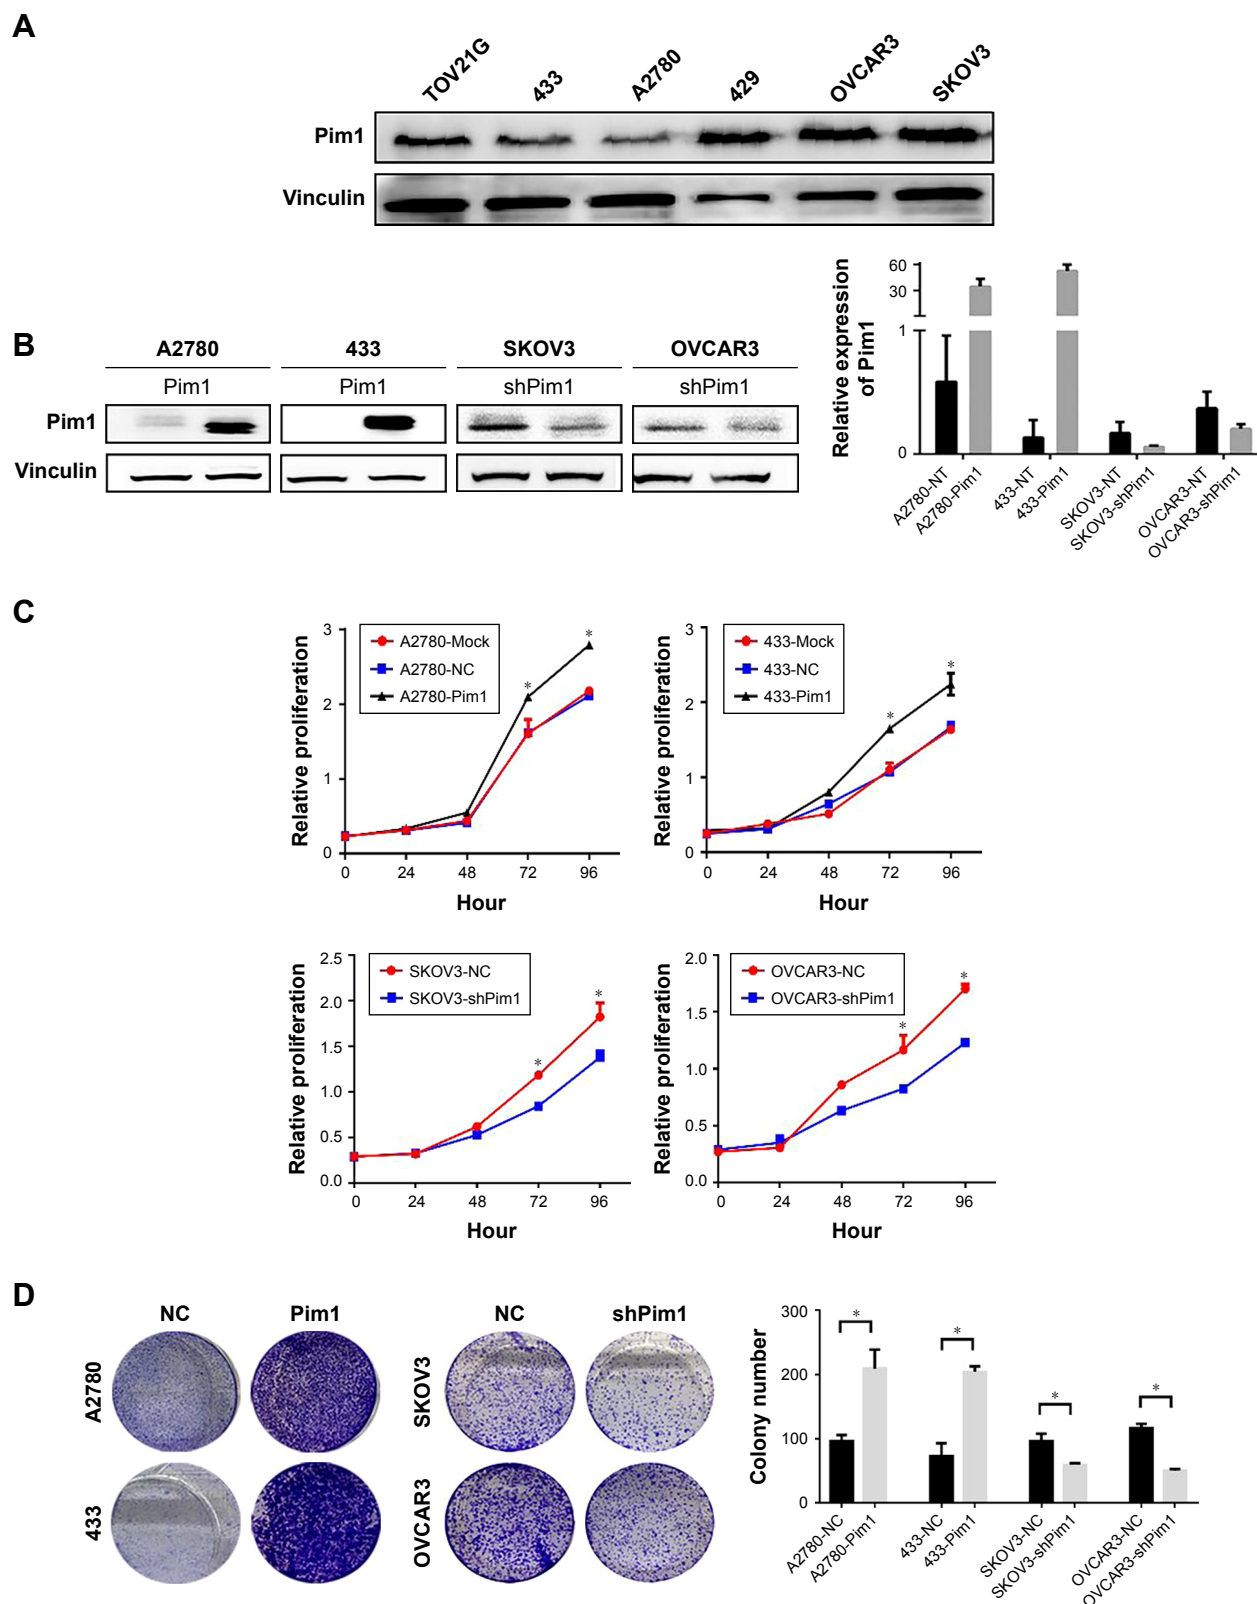 A
TOV21G 433 A2780 429 OVCAR3 SKOV3
Pim1
Vinculin
B
A2780 433 SKOV3 OVCAR3
Pim1 Pim1 shPim1 shPim1
Pim1
Vinculin
Relative expression
of Pim1
60
30
1
0
A2780-NT
A2780-Pim1
433-NT
433-Pim1
SKOV3-NT
SKOV3-shPim1
OVCAR3-NT
OVCAR3-shPim1
C
Relative proliferation
3
2
1
0
A2780-Mock
A2780-NC
A2780-Pim1
* *
0 24 48 72 96
Hour
Relative proliferation
3
2
1
0
433-Mock
433-NC
433-Pim1
* *
0 24 48 72 96
Hour
Relative proliferation
2.5
2.0
1.5
1.0
0.5
0.0
SKOV3-NC
SKOV3-shPim1
* *
0 24 48 72 96
Hour
Relative proliferation
2.0
1.5
1.0
0.5
0.0
OVCAR3-NC
OVCAR3-shPim1
* *
0 24 48 72 96
Hour
D
NC Pim1 NC shPim1
A2780
433
SKOV3
OVCAR3
Colony number
300
200
100
0
* * * *
A2780-NC
A2780-Pim1
433-NC
433-Pim1
SKOV3-NC
SKOV3-shPim1
OVCAR3-NC
OVCAR3-shPim1